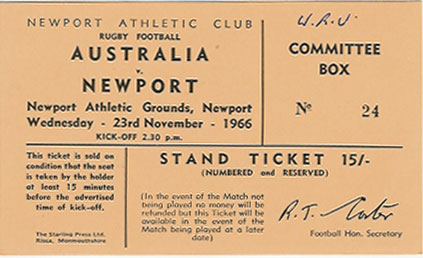 NEWPORT ATHLETIC CLUB
RUGBY FOOTBALL
AUSTRALIA
v.
NEWPORT
Newport Athletic Grounds, Newport
Wednesday - 23rd November - 1966
KICK-OFF 2.30 p.m.
W.R.U
COMMITTEE
BOX
No 24
This ticket is sold on
condition that the seat
is taken by the holder
at least 15 minutes
before the advertised
time of kick-off.
The Starling Press Ltd.
Risca, Monmouthshire
STAND TICKET 15/-
(NUMBERED and RESERVED)
(In the event of the Match not
being played no money will be
refunded but this Ticket will be
available in the event of the
Match being played at a later
date)
R.T.
Football Hon. Secretary